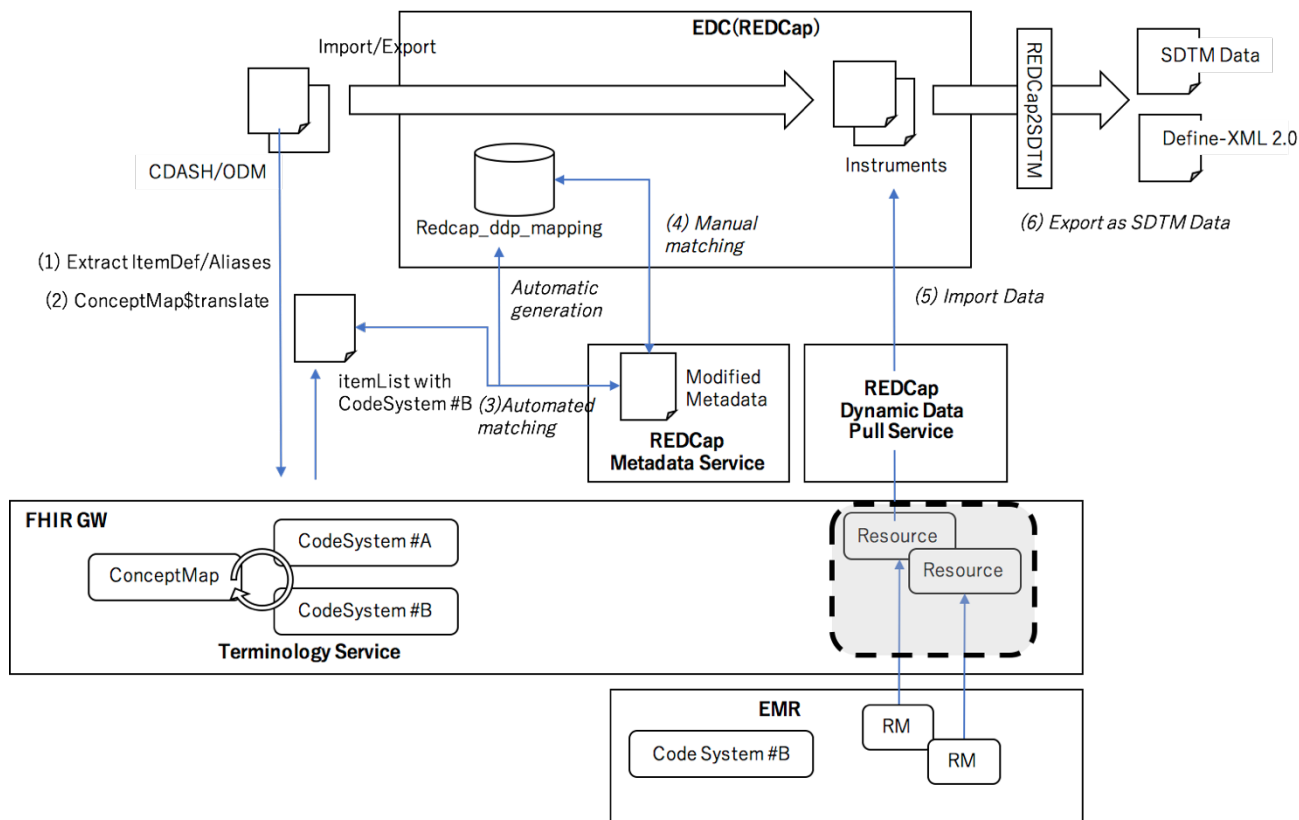 EDC(REDCap)
Import/Export
SDTM Data
REDCap2SDTM
Define-XML 2.0
CDASH/ODM
Instruments
Redcap_ddp_mapping
(4) Manual
matching
(6) Export as SDTM Data
(1) Extract ItemDef/Aliases
(2) ConceptMap$translate
Automatic
generation
(5) Import Data
itemList with
CodeSystem #B
(3)Automated
matching
Modified
Metadata
REDCap
Metadata Service
REDCap
Dynamic Data
Pull Service
FHIR GW
CodeSystem #A
ConceptMap
CodeSystem #B
Terminology Service
Resource
Resource
EMR
Code System #B
RM
RM